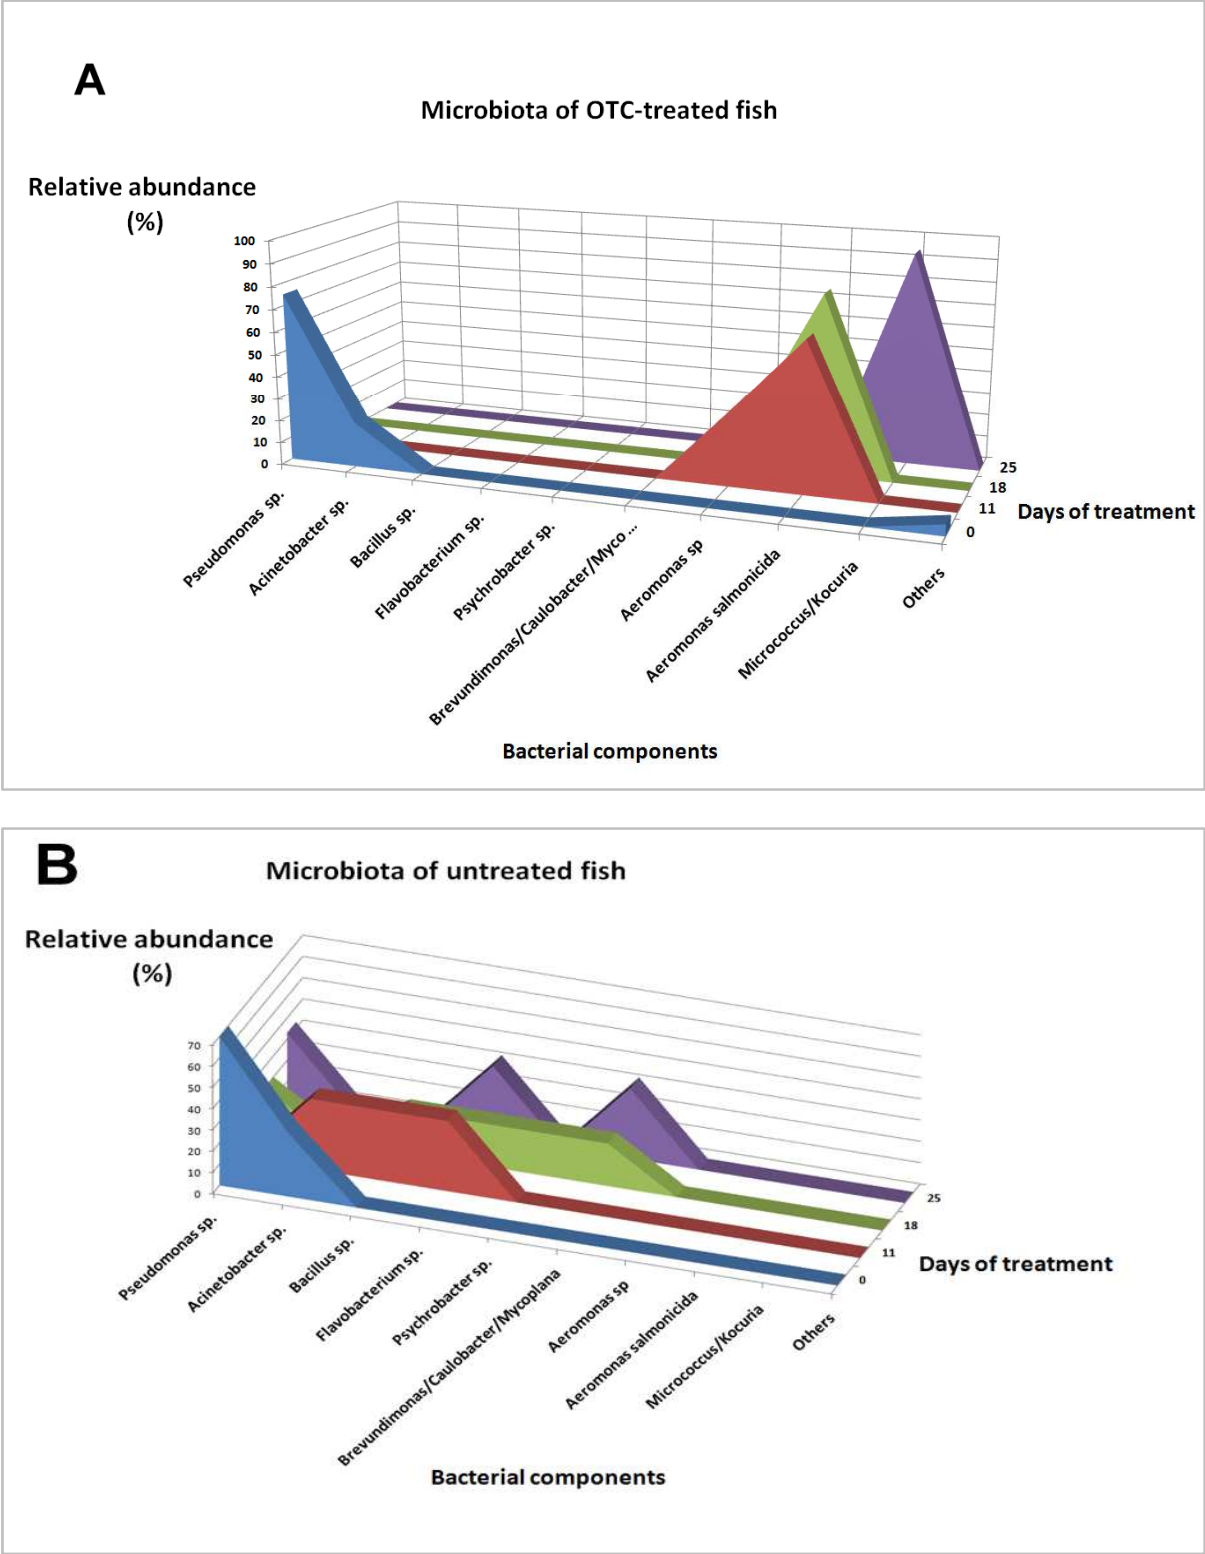 A
Microbiota of OTC-treated fish
Relative abundance
(%)
100
90
80
70
60
50
40
30
20
10
0
25
18
11
0
Days of treatment
Pseudomonas sp.
Acinetobacter sp.
Bacillus sp.
Flavobacterium sp.
Psychrobacter sp.
Brevundimonas/Caulobacter/Myco...
Aeromonas sp
Aeromonas salmonicida
Micrococcus/Kocuria
Others
Bacterial components
B
Microbiota of untreated fish
Relative abundance
(%)
70
60
50
40
30
20
10
0
25
18
11
0
Days of treatment
Pseudomonas sp.
Acinetobacter sp.
Bacillus sp.
Flavobacterium sp.
Psychrobacter sp.
Brevundimonas/Caulobacter/Mycoplana
Aeromonas sp
Aeromonas salmonicida
Micrococcus/Kocuria
Others
Bacterial components